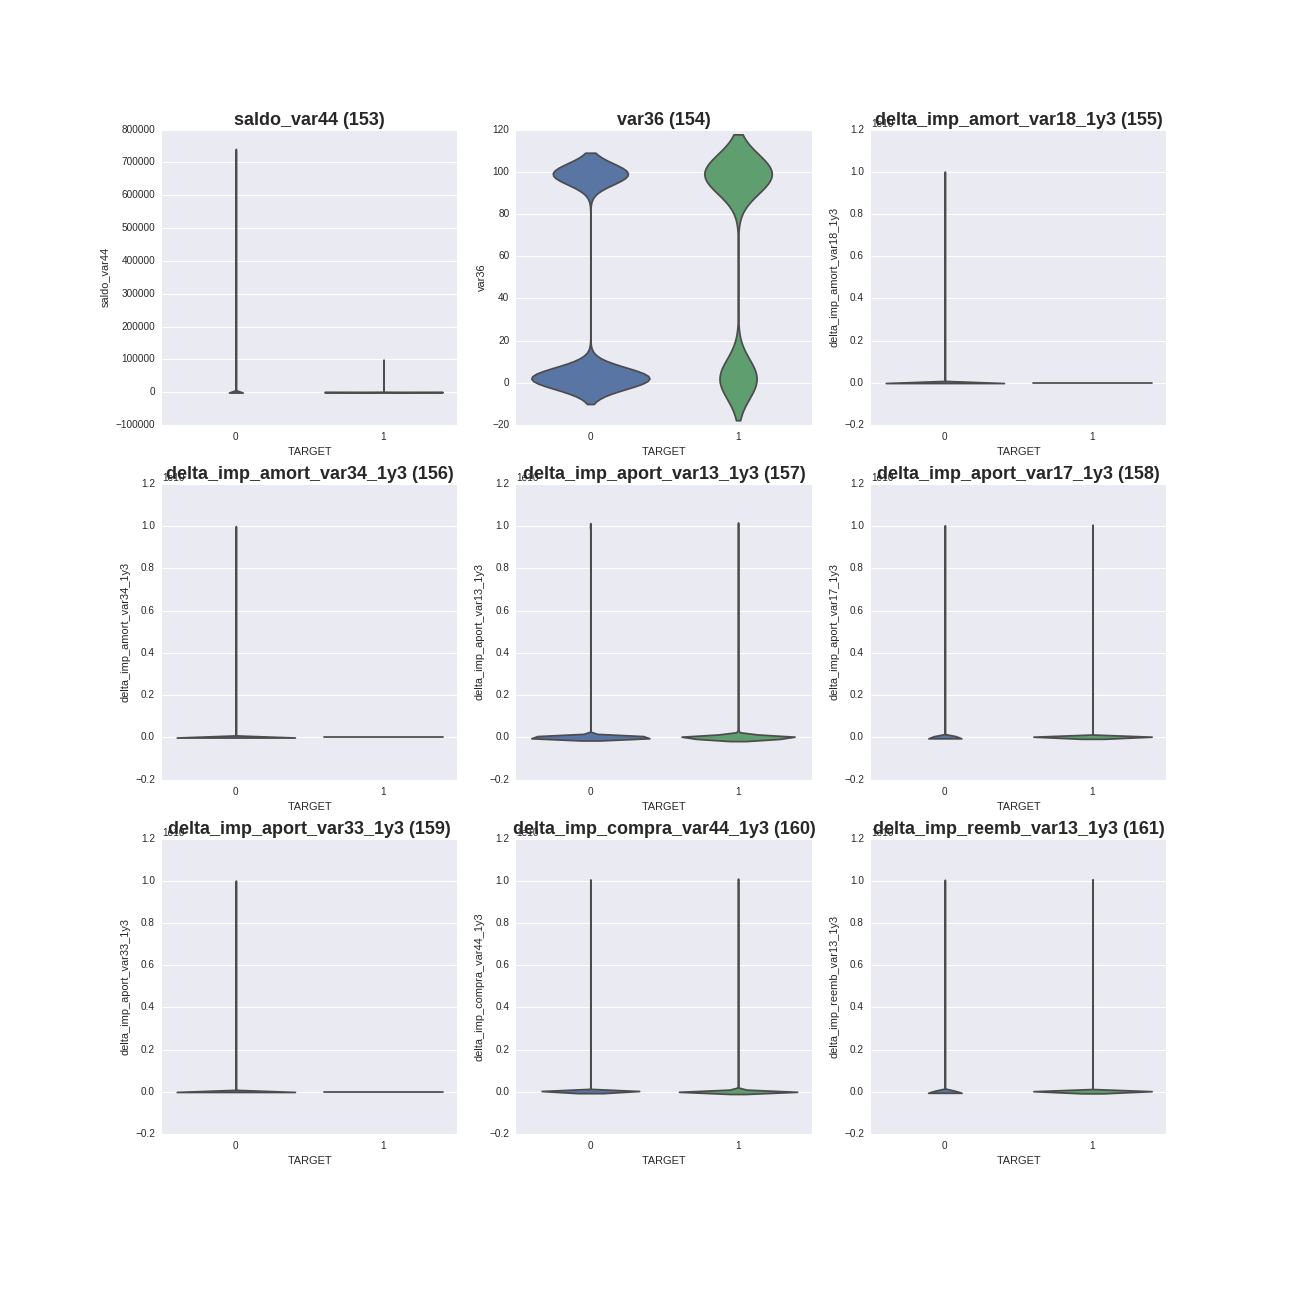 saldo_var44 (153)
800000
700000
600000
500000
400000
300000
200000
100000
0
−100000
saldo_var44
0 1
TARGET
var36 (154)
120
100
80
60
40
20
0
−20
var36
0 1
TARGET
delta_imp_amort_var18_1y3 (155)
1e10
1.2
1.0
0.8
0.6
0.4
0.2
0.0
−0.2
delta_imp_amort_var18_1y3
0 1
TARGET
delta_imp_amort_var34_1y3 (156)
1e10
1.2
1.0
0.8
0.6
0.4
0.2
0.0
−0.2
delta_imp_amort_var34_1y3
0 1
TARGET
delta_imp_aport_var13_1y3 (157)
1e10
1.2
1.0
0.8
0.6
0.4
0.2
0.0
−0.2
delta_imp_aport_var13_1y3
0 1
TARGET
delta_imp_aport_var17_1y3 (158)
1e10
1.2
1.0
0.8
0.6
0.4
0.2
0.0
−0.2
delta_imp_aport_var17_1y3
0 1
TARGET
delta_imp_aport_var33_1y3 (159)
1e10
1.2
1.0
0.8
0.6
0.4
0.2
0.0
−0.2
delta_imp_aport_var33_1y3
0 1
TARGET
delta_imp_compra_var44_1y3 (160)
1e10
1.2
1.0
0.8
0.6
0.4
0.2
0.0
−0.2
delta_imp_compra_var44_1y3
0 1
TARGET
delta_imp_reemb_var13_1y3 (161)
1e10
1.2
1.0
0.8
0.6
0.4
0.2
0.0
−0.2
delta_imp_reemb_var13_1y3
0 1
TARGET